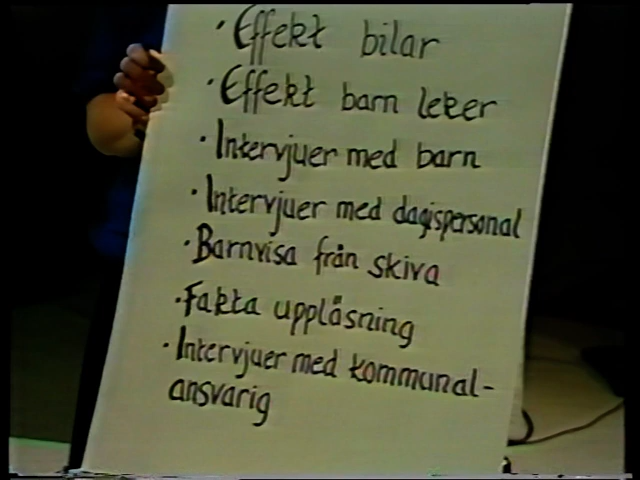 · Effekt bilar
· Effekt barn leker
· Intervjuer med barn
· Intervjuer med dagispersonal
· Barnvisa från skiva
· Fakta uppläsning
· Intervjuer med kommunal-
ansvarig